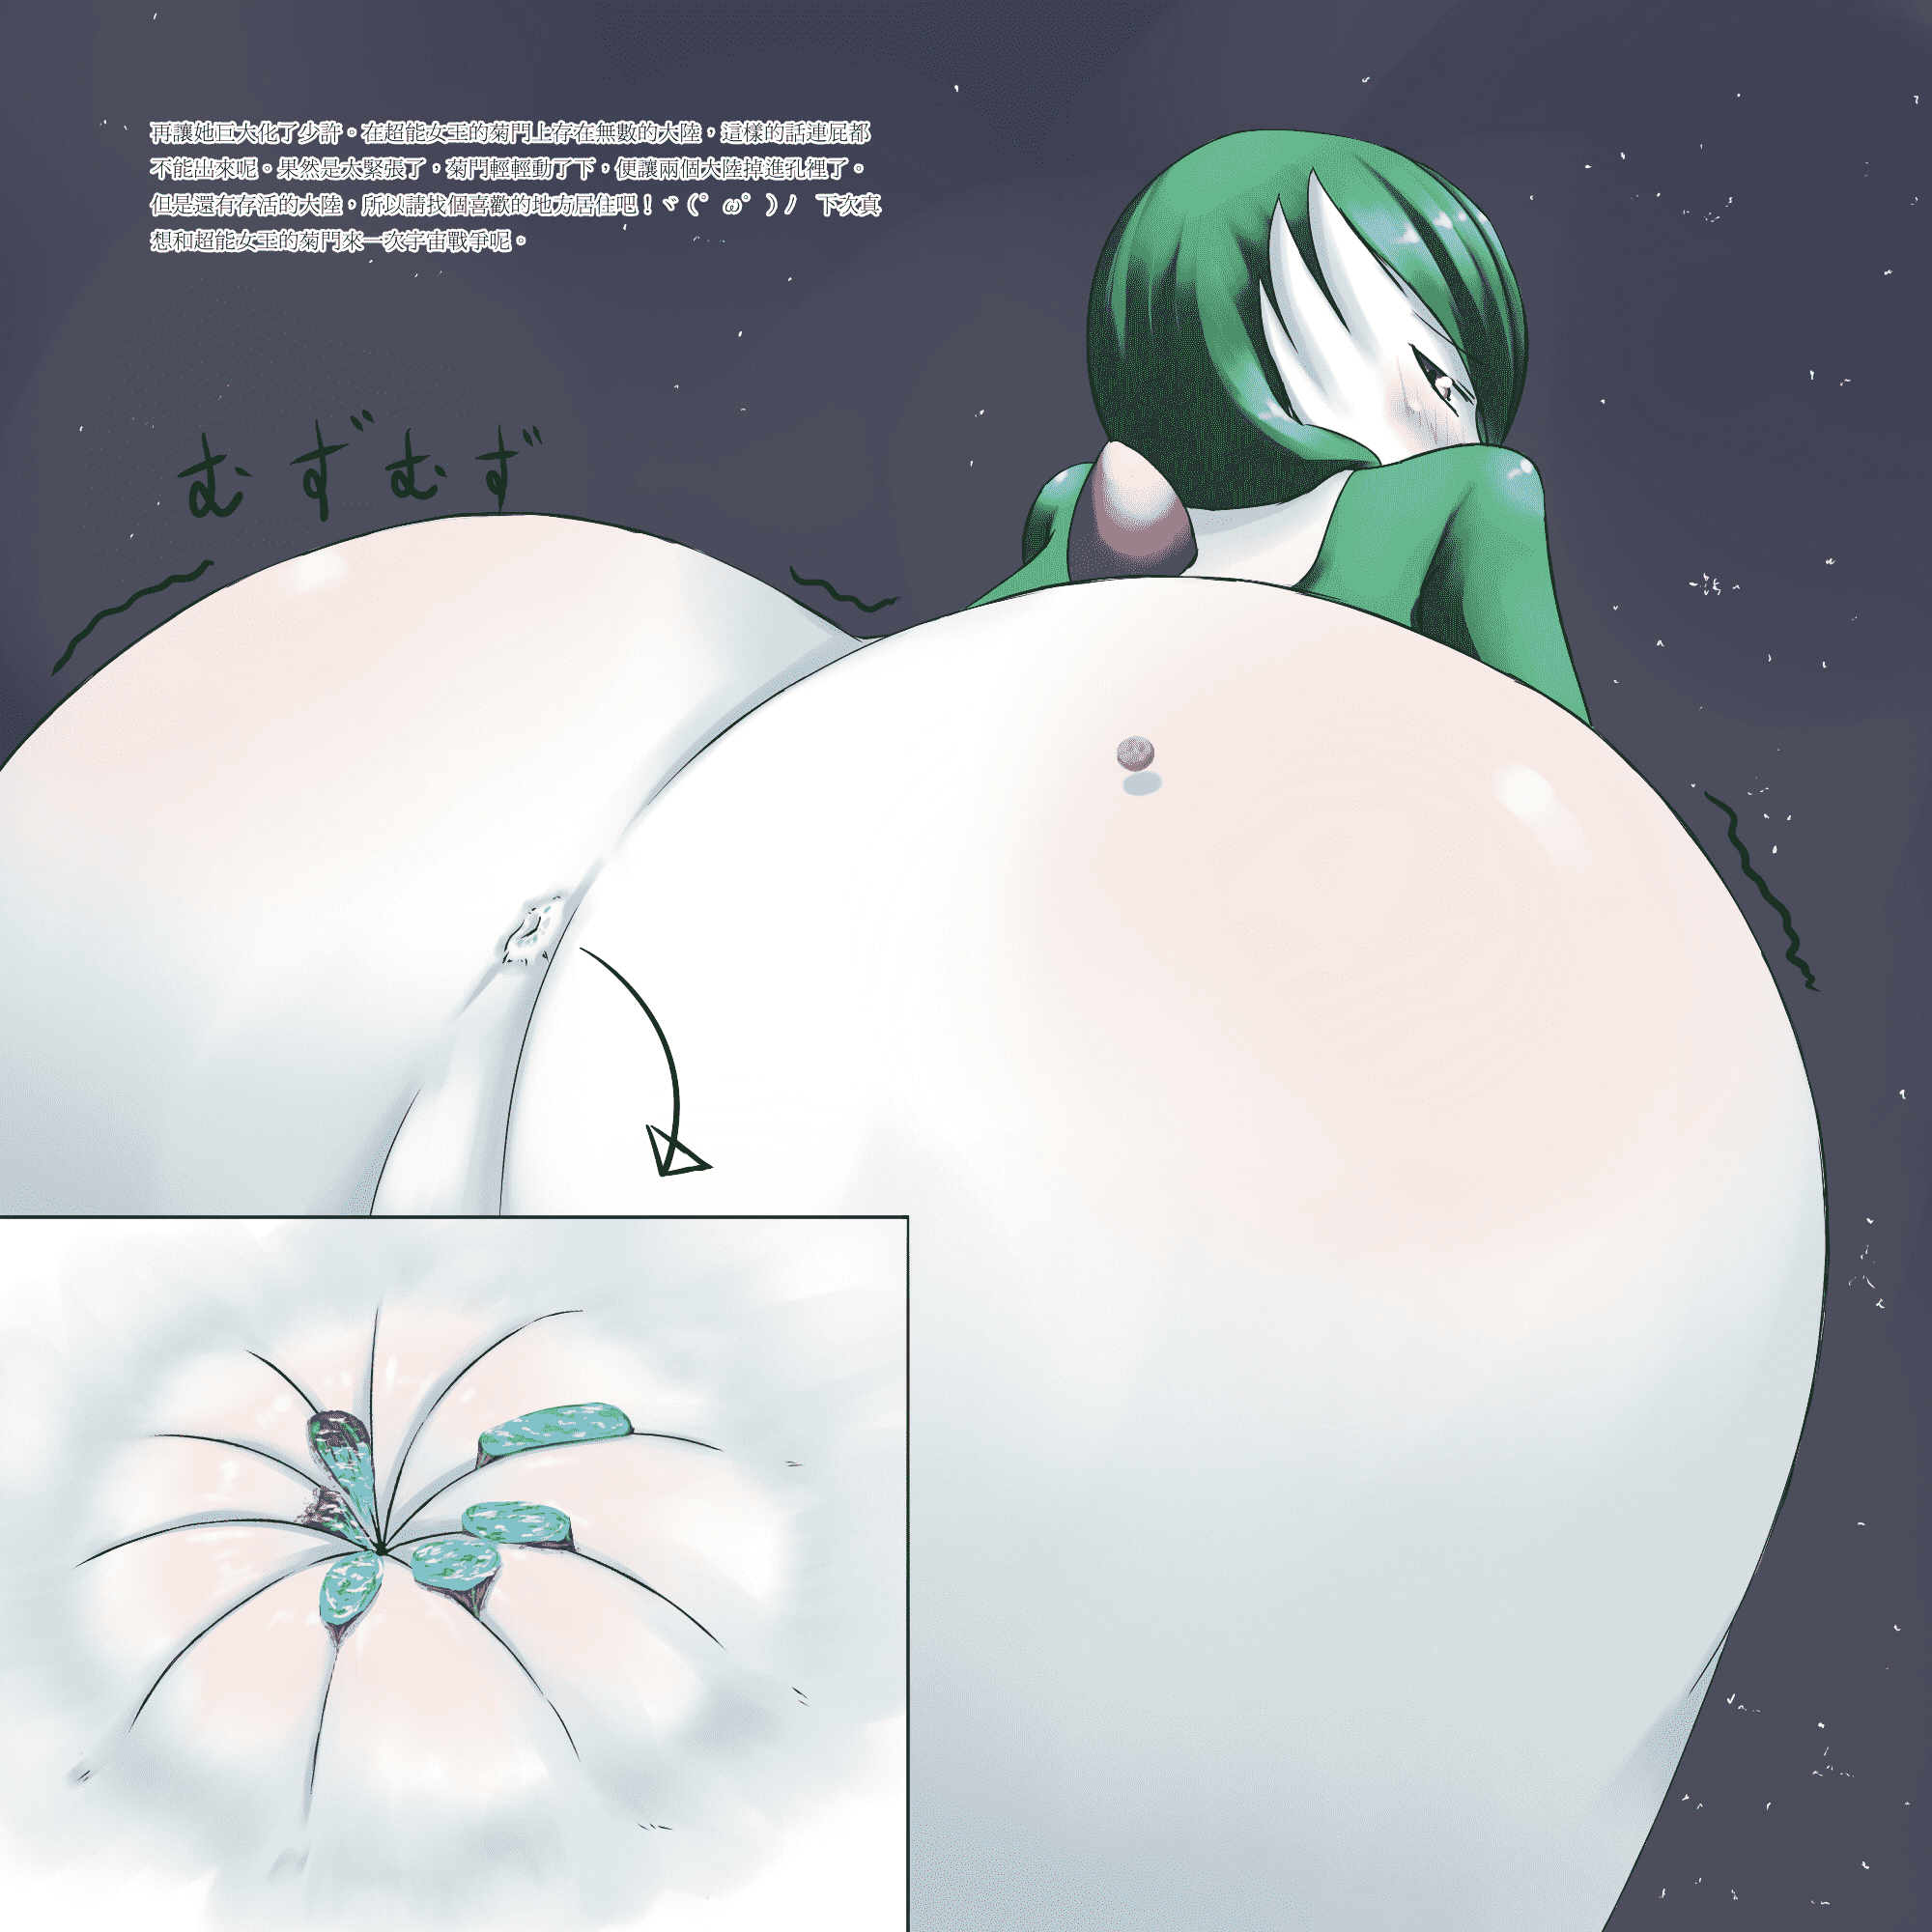 再讓她巨大化了少許。在超能女王的菊門上存在無數的大陸，這樣的話連屁都
不能出來呢。果然是太緊張了，菊門輕輕動了下，便讓兩個大陸掉進孔裡了。
但是還有存活的大陸，所以請找個喜歡的地方居住吧！ヾ(゜ω゜)ﾉ 下次真
想和超能女王的菊門來一次宇宙戰爭呢。
むずむず